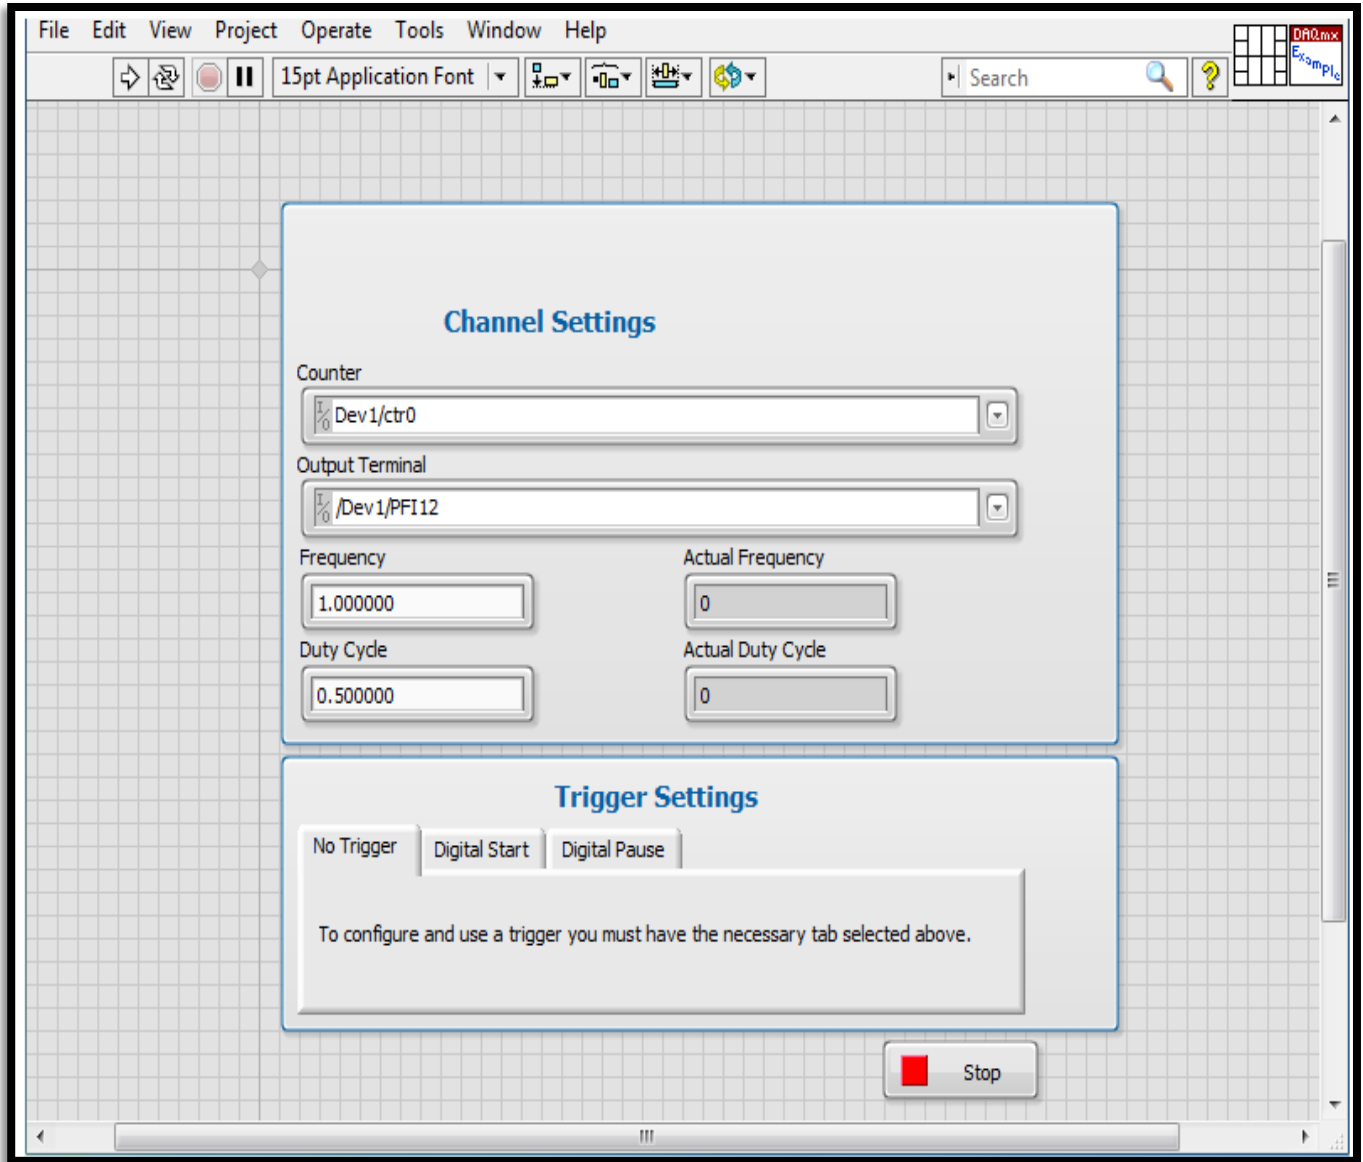 File Edit View Project Operate Tools Window Help
DAQmx
15pt Application Font Search ? Example
Channel Settings
Counter
I/O Dev1/ctr0
Output Terminal
I/O /Dev1/PFI12
Frequency Actual Frequency
1.000000 0
Duty Cycle Actual Duty Cycle
0.500000 0
Trigger Settings
No Trigger Digital Start Digital Pause
To configure and use a trigger you must have the necessary tab selected above.
Stop